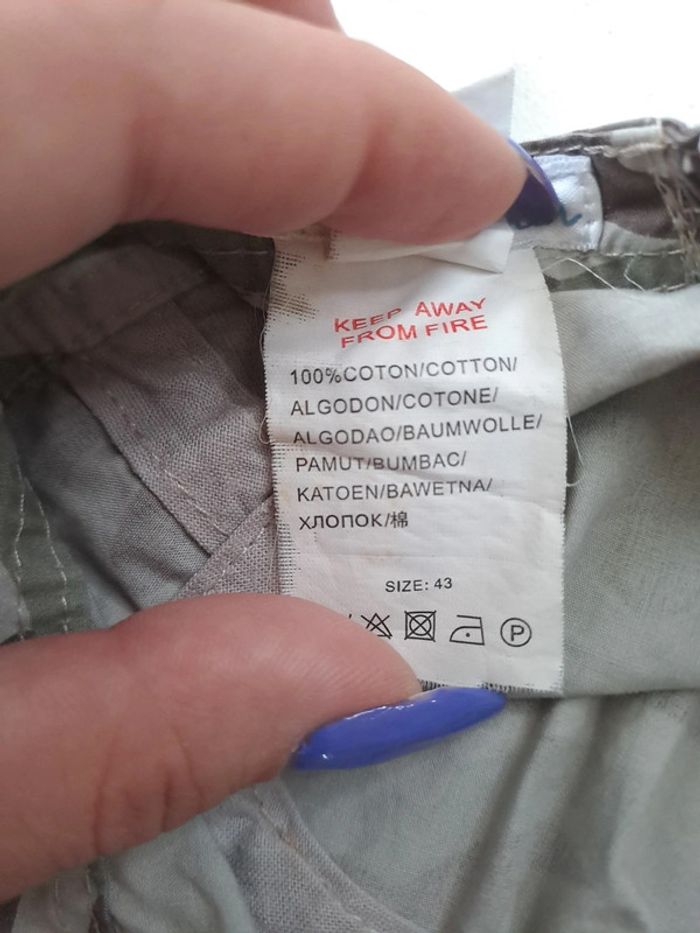 KEEP AWAY
FROM FIRE
100%COTON/COTTON/
ALGODON/COTONE/
ALGODAO/BAUMWOLLE/
PAMUT/BUMBAC/
KATOEN/BAWETNA/
ХЛОПОК/棉
SIZE: 43
P